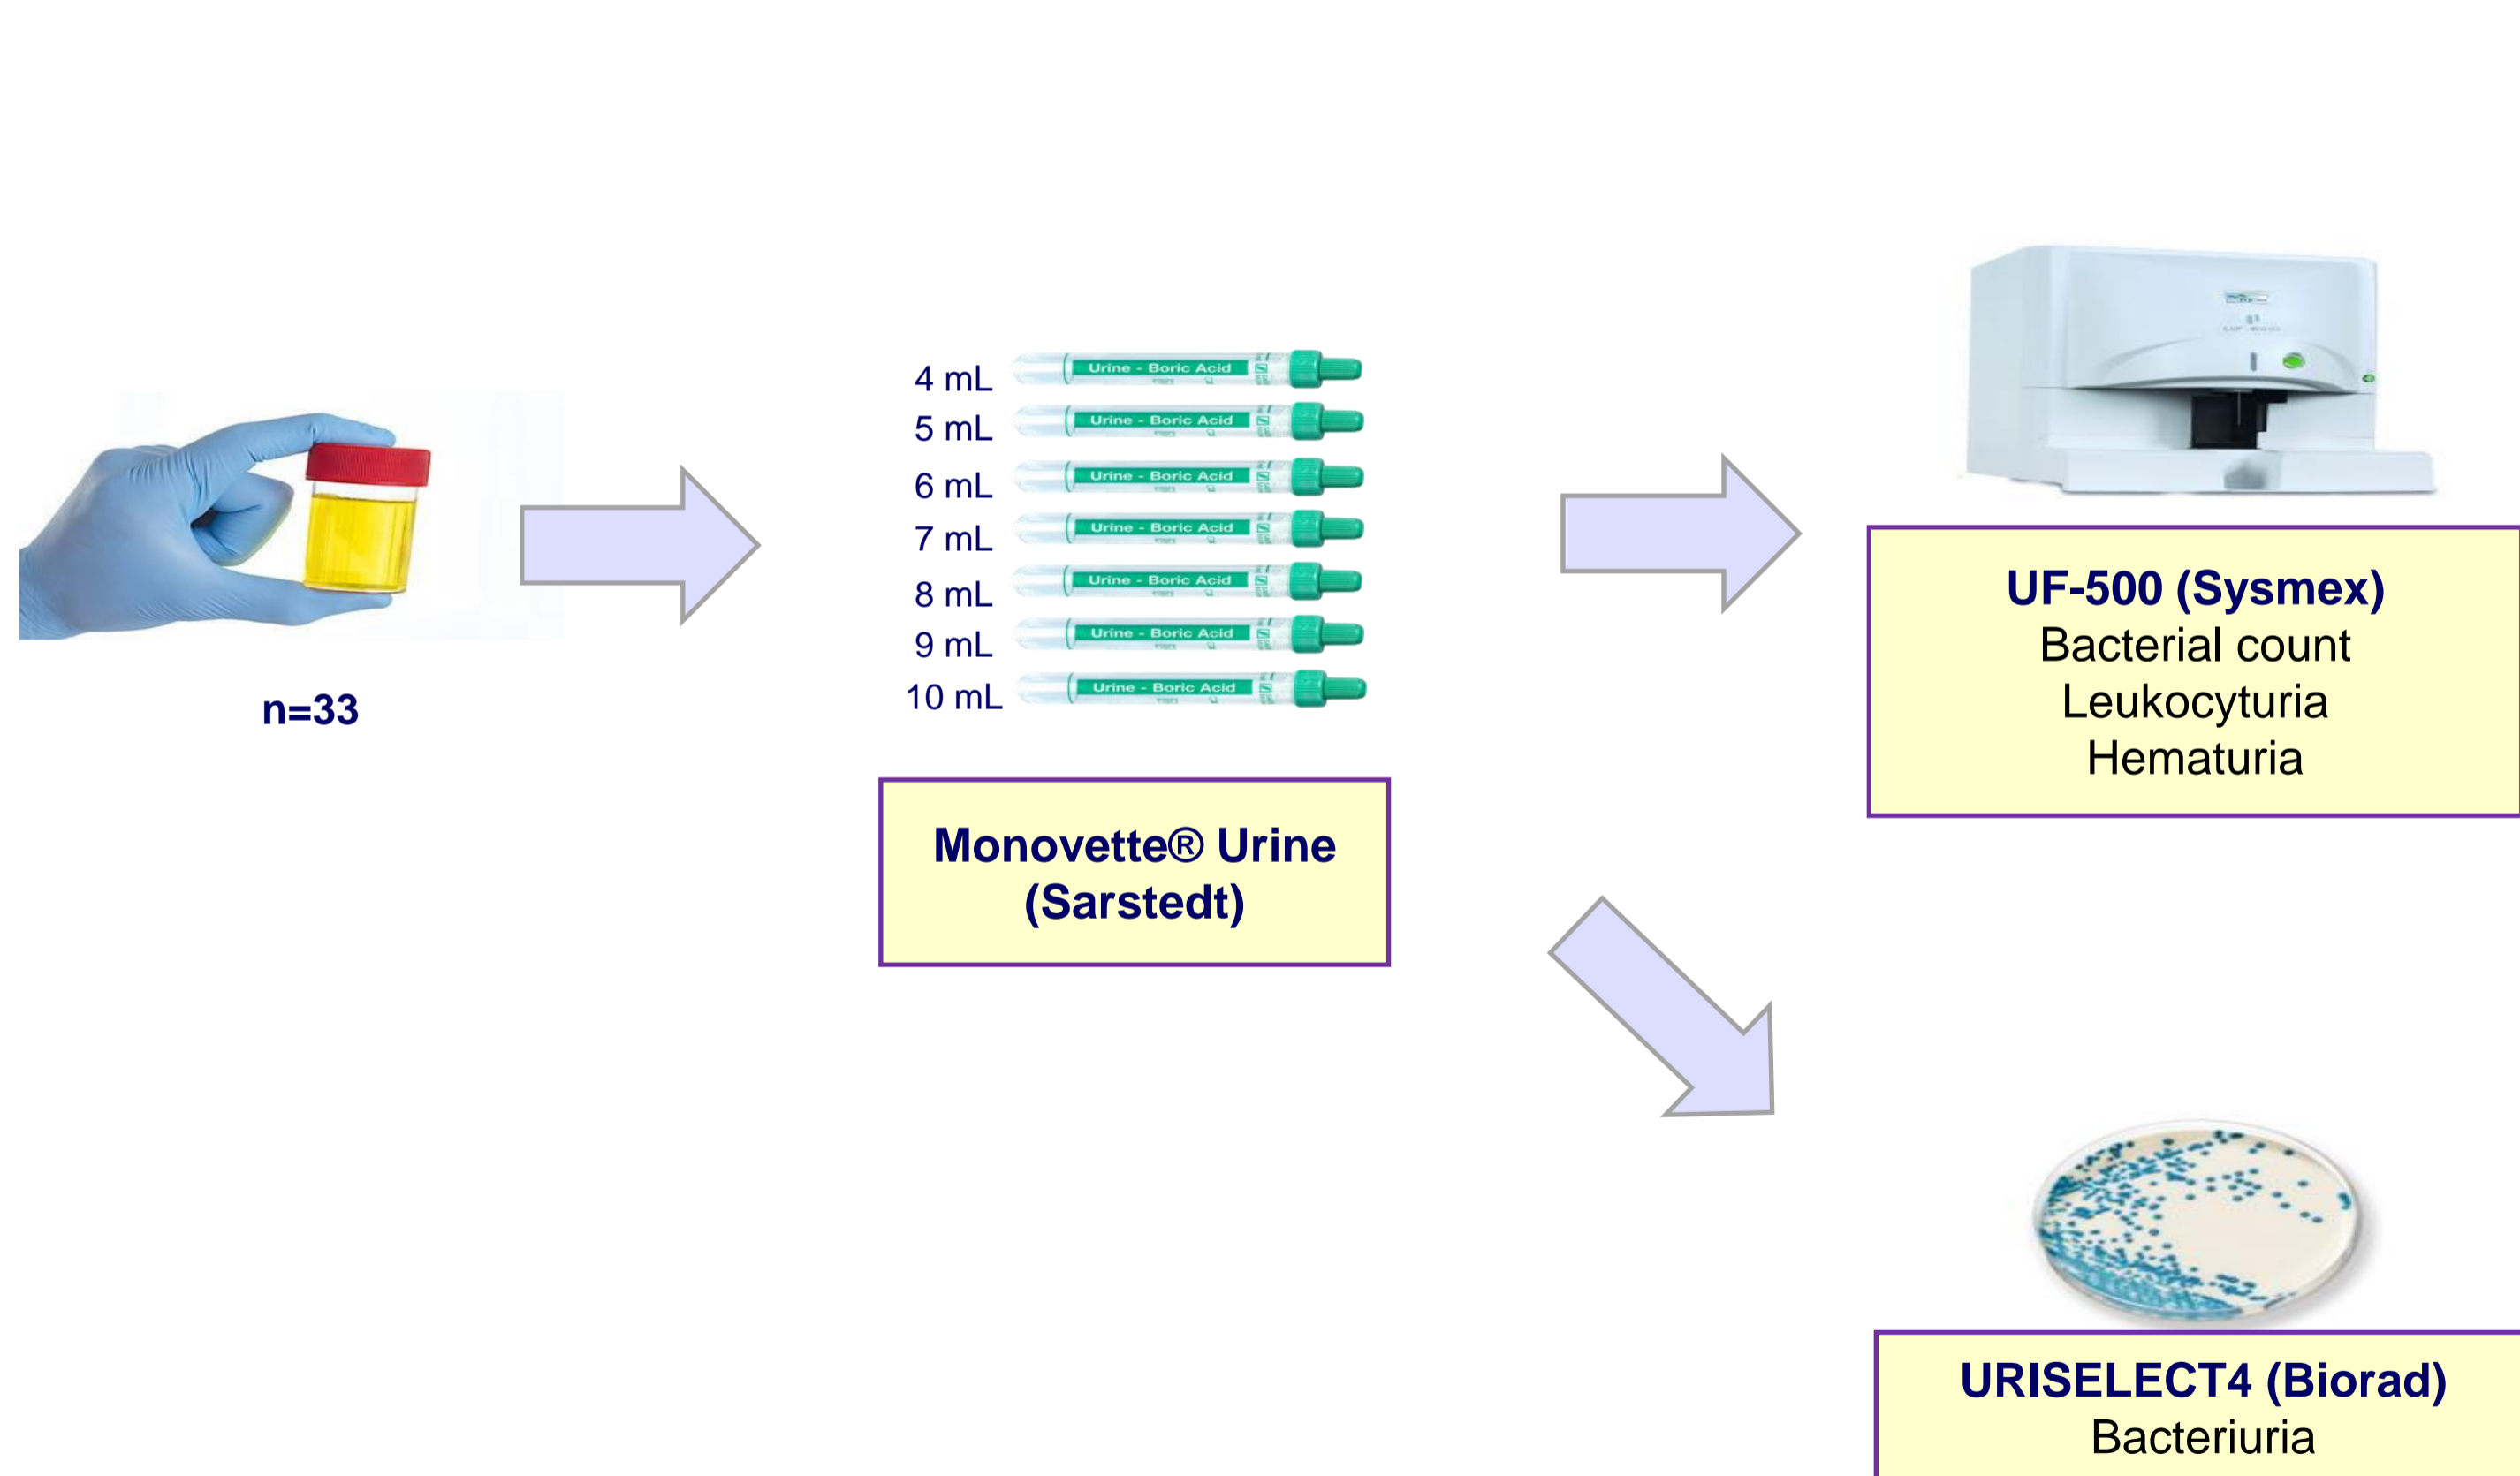 n=33
4 mL
Urine - Boric Acid
5 mL
Urine - Boric Acid
6 mL
Urine - Boric Acid
7 mL
Urine - Boric Acid
8 mL
Urine - Boric Acid
9 mL
Urine - Boric Acid
10 mL
Urine - Boric Acid
Monovette® Urine
(Sarstedt)
UF-500 (Sysmex)
Bacterial count
Leukocyturia
Hematuria
URISELECT4 (Biorad)
Bacteriuria